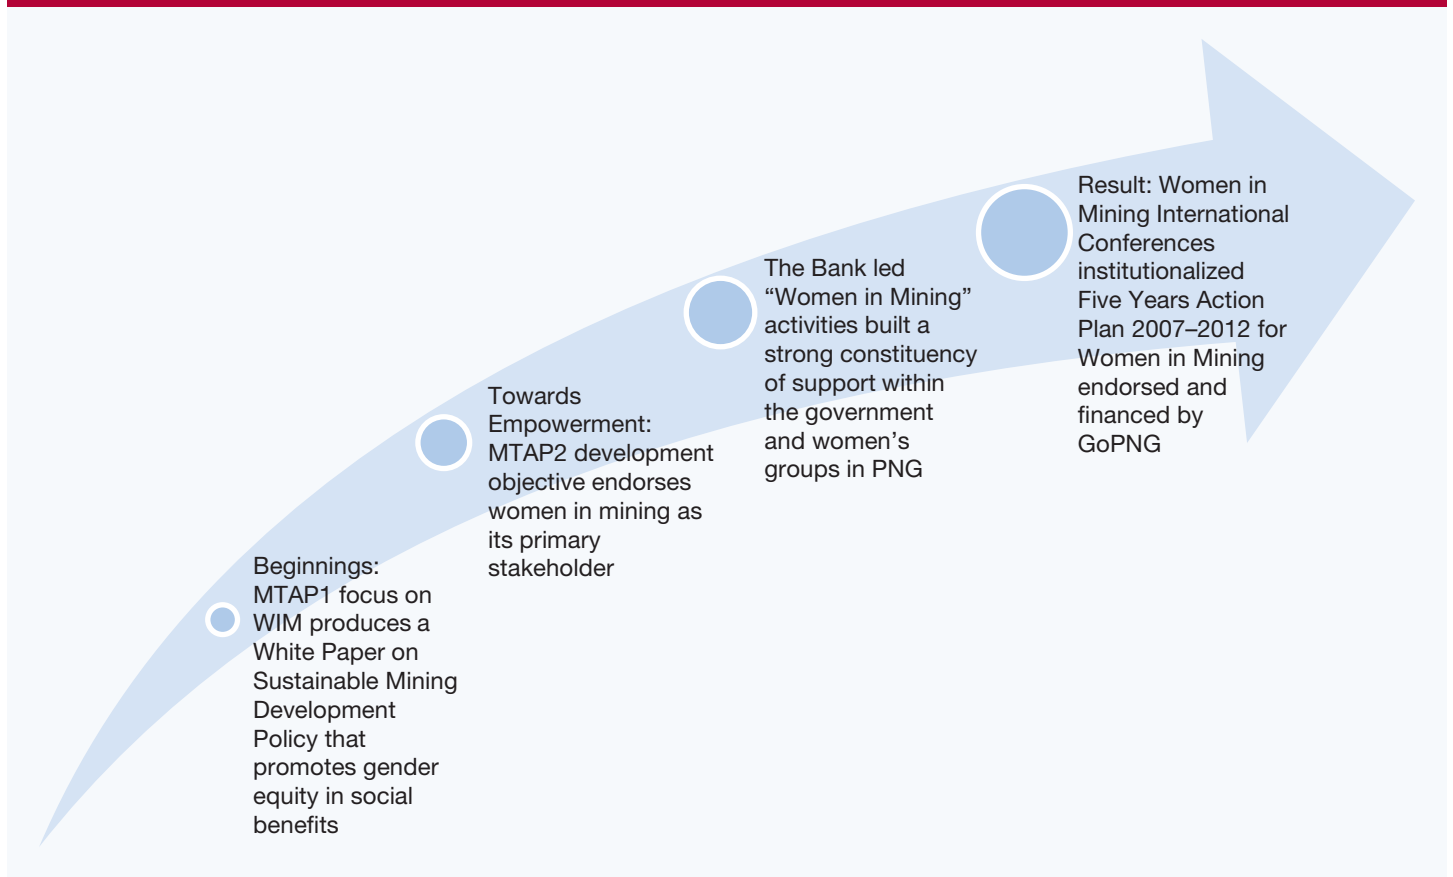 Beginnings:
MTAP1 focus on
WIM produces a
White Paper on
Sustainable Mining
Development
Policy that
promotes gender
equity in social
benefits
Towards
Empowerment:
MTAP2 development
objective endorses
women in mining as
its primary
stakeholder
The Bank led
“Women in Mining”
activities built a
strong constituency
of support within
the government
and women’s
groups in PNG
Result: Women in
Mining International
Conferences
institutionalized
Five Years Action
Plan 2007–2012 for
Women in Mining
endorsed and
financed by
GoPNG